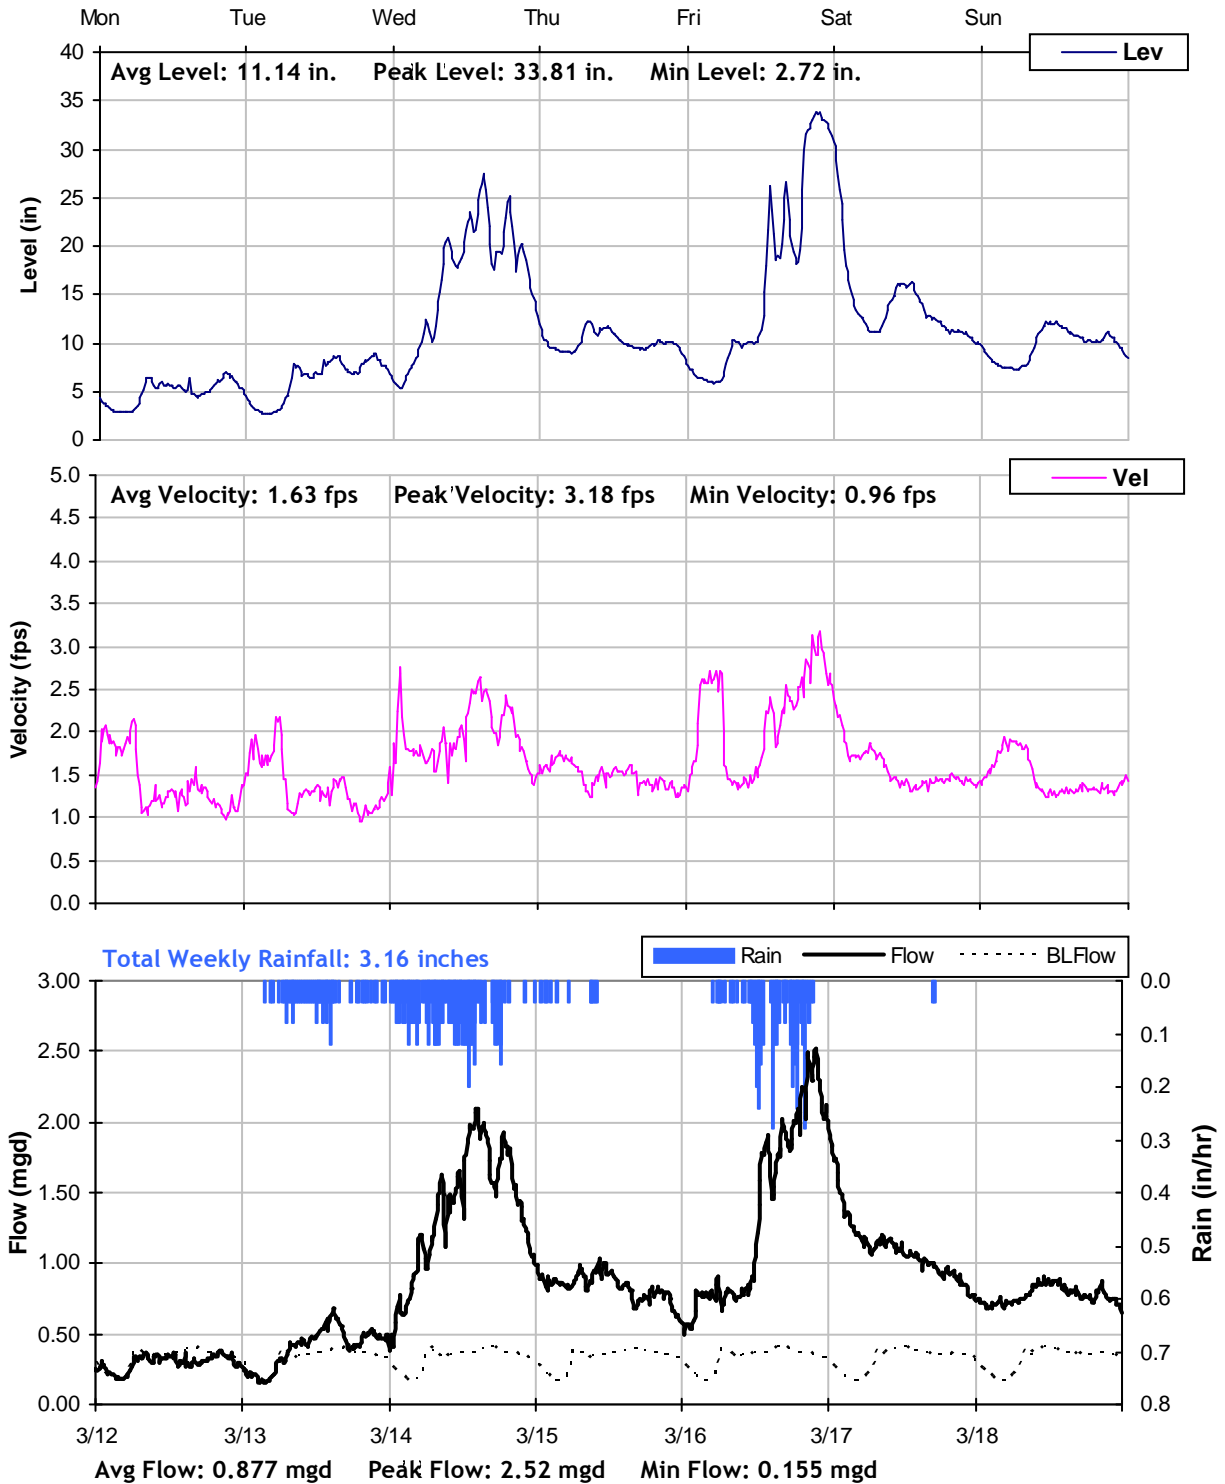 Mon Tue Wed Thu Fri Sat Sun
Lev
Avg Level: 11.14 in. Peak Level: 33.81 in. Min Level: 2.72 in.
40
35
30
25
20
15
10
5
0
Level (in)
Vel
Avg Velocity: 1.63 fps Peak Velocity: 3.18 fps Min Velocity: 0.96 fps
5.0
4.5
4.0
3.5
3.0
2.5
2.0
1.5
1.0
0.5
0.0
Velocity (fps)
Total Weekly Rainfall: 3.16 inches
Rain Flow BLFlow
3.00 0.0
2.50 0.1
2.00 0.2
1.50 0.3
1.00 0.4
0.50 0.5
0.00 0.6
0.7
0.8
Flow (mgd)
Rain (in/hr)
3/12 3/13 3/14 3/15 3/16 3/17 3/18
Avg Flow: 0.877 mgd Peak Flow: 2.52 mgd Min Flow: 0.155 mgd